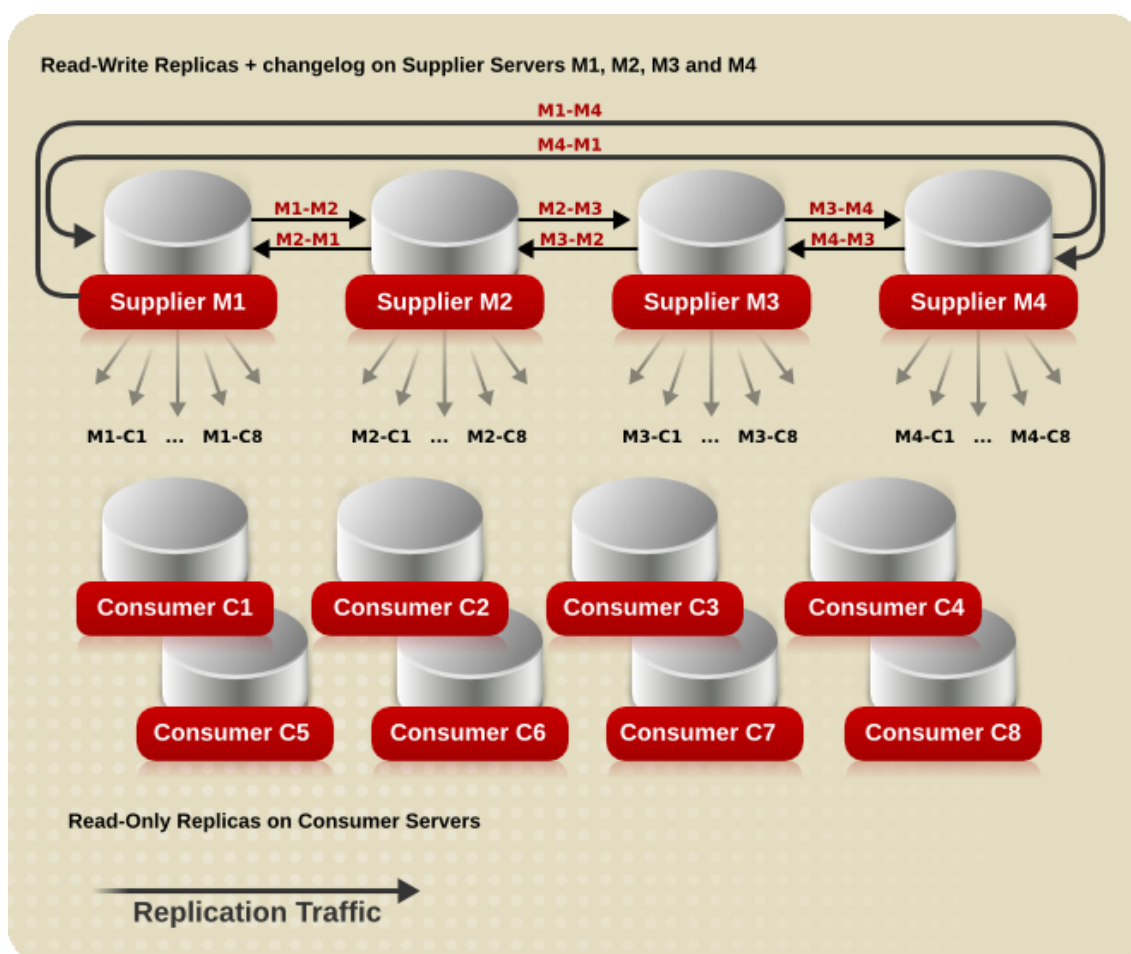 Read-Write Replicas + changelog on Supplier Servers M1, M2, M3 and M4
M1-M4
M4-M1
M1-M2
M2-M3
M3-M4
M2-M1
M3-M2
M4-M3
Supplier M1
Supplier M2
Supplier M3
Supplier M4
M1-C1 ... M1-C8
M2-C1 ... M2-C8
M3-C1 ... M3-C8
M4-C1 ... M4-C8
Consumer C1
Consumer C2
Consumer C3
Consumer C4
Consumer C5
Consumer C6
Consumer C7
Consumer C8
Read-Only Replicas on Consumer Servers
Replication Traffic